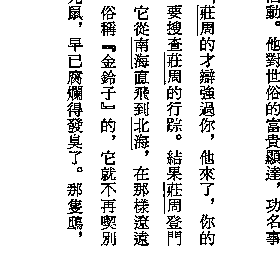 動。他對世俗的富貴顯達、功名事
莊周的才辯強過你，他來了，你的
要搜查莊周的行踪。結果莊周登門
它從南海直飛到北海，在那樣遼遠
俗稱『金鈴子』的，它就不再喫別
鼠，早已腐爛得發臭了。那隻鴟，